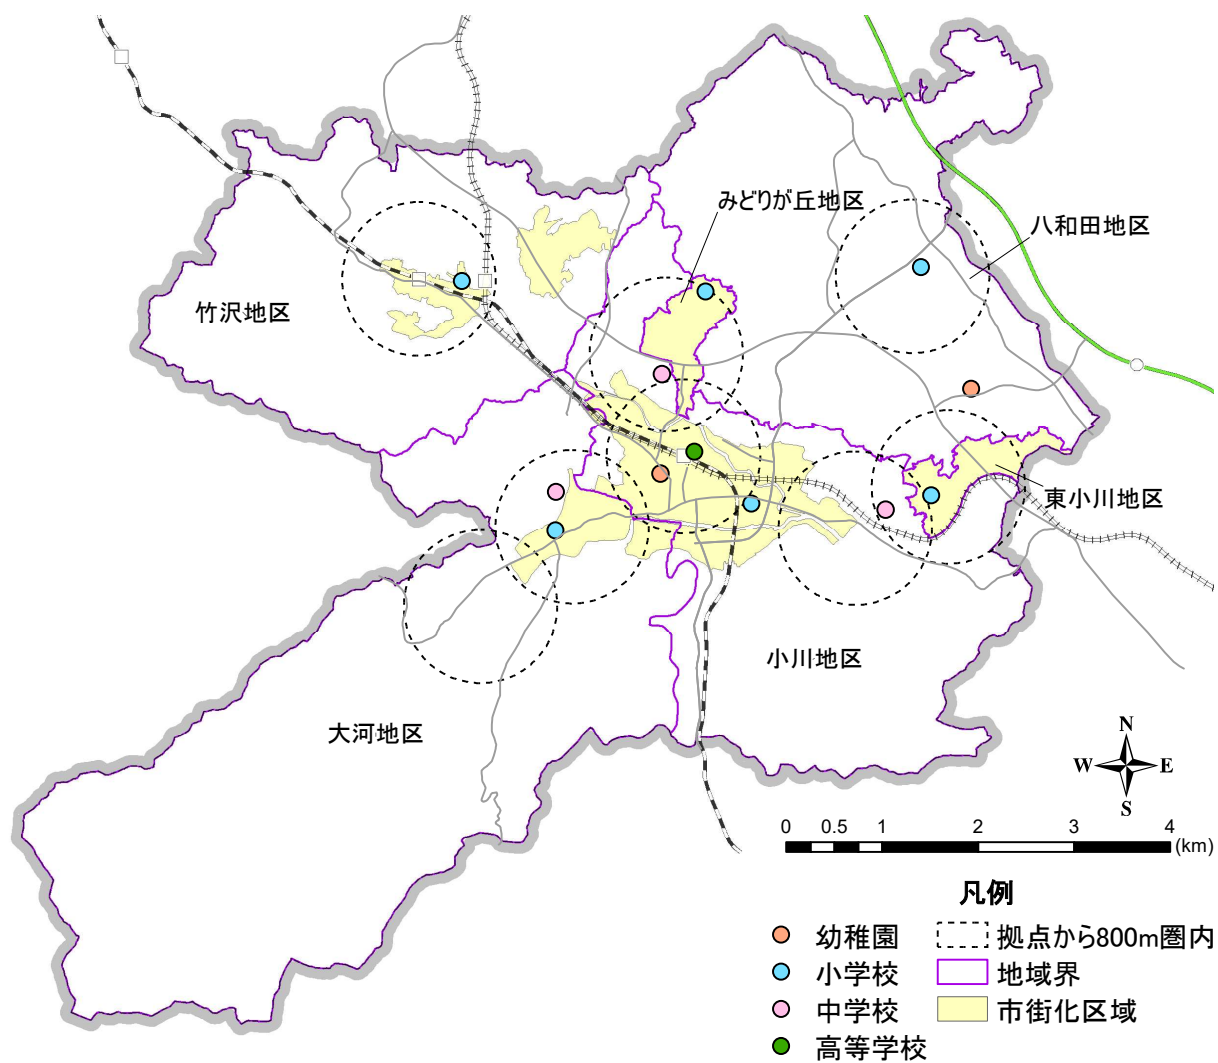 みどりが丘地区
八和田地区
竹沢地区
東小川地区
小川地区
大河地区
N
W
E
S
0
0.5
1
2
3
4
(km)
凡例
幼稚園
拠点から800m圏内
小学校
地域界
中学校
市街化区域
高等学校